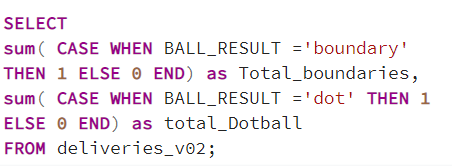 SELECT
sum( CASE WHEN BALL_RESULT ='boundary'
THEN 1 ELSE 0 END) as Total_boundaries,
sum( CASE WHEN BALL_RESULT ='dot' THEN 1
ELSE 0 END) as total_Dotball
FROM deliveries_v02;